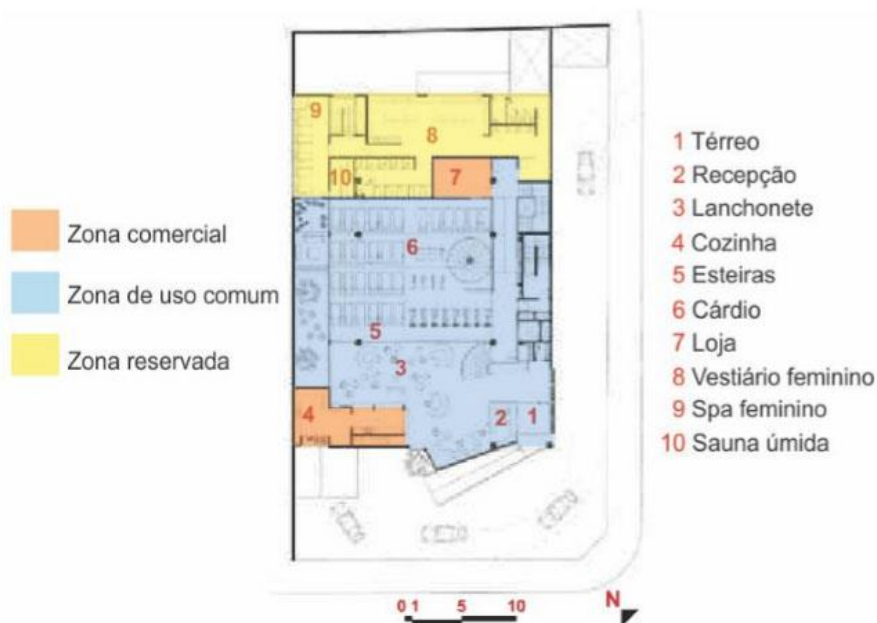 Zona comercial
Zona de uso comum
Zona reservada
9
8
10
7
6
5
3
4
2
1
1 Térreo
2 Recepção
3 Lanchonete
4 Cozinha
5 Esteiras
6 Cárdio
7 Loja
8 Vestiário feminino
9 Spa feminino
10 Sauna úmida
0 1 5 10
N